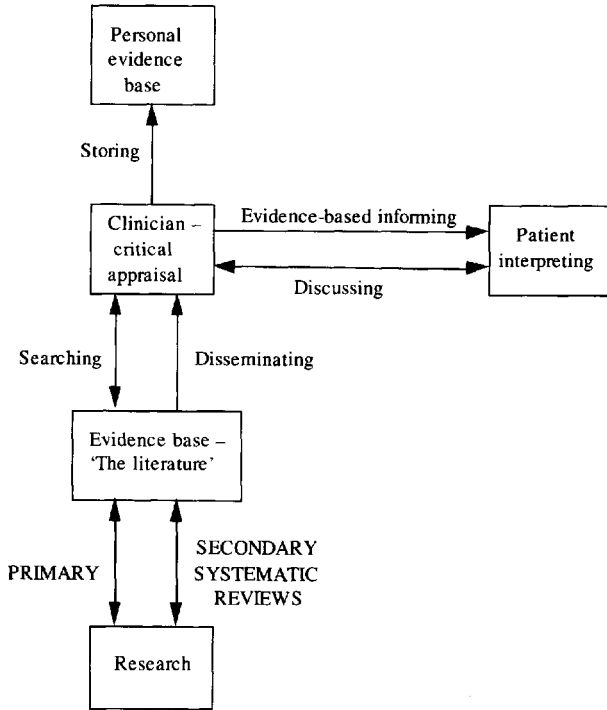 Personal
evidence
base
Storing
Clinician –
critical
appraisal
Evidence-based informing
Patient
interpreting
Discussing
Searching
Disseminating
Evidence base –
‘The literature’
PRIMARY
SECONDARY
SYSTEMATIC
REVIEWS
Research